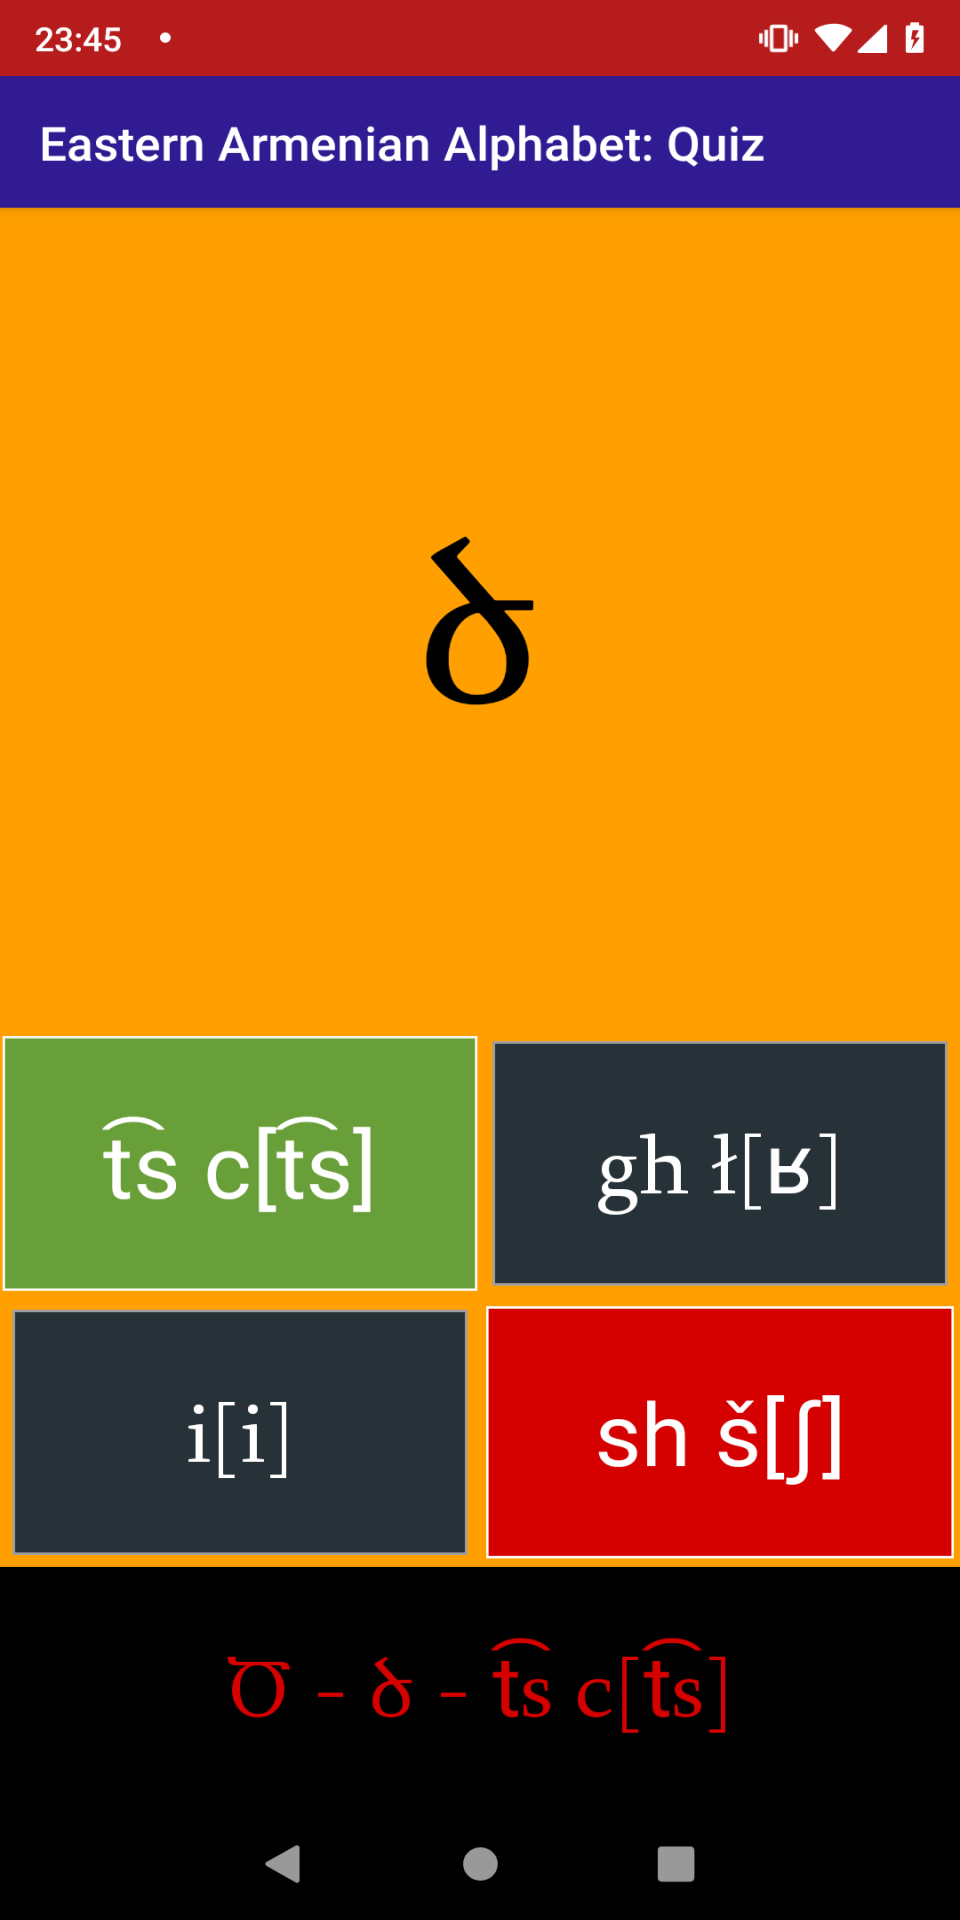 23:45
Eastern Armenian Alphabet: Quiz
ծ
t͡s c[t͡s]
gh ł[ʁ]
i[i]
sh š[ʃ]
Ծ - ծ - t͡s c[t͡s]